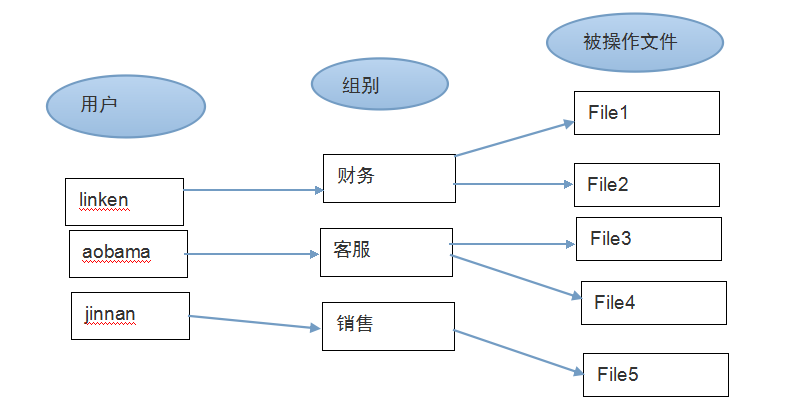 用户
组别
被操作文件
linken
aobama
jinnan
财务
客服
销售
File1
File2
File3
File4
File5